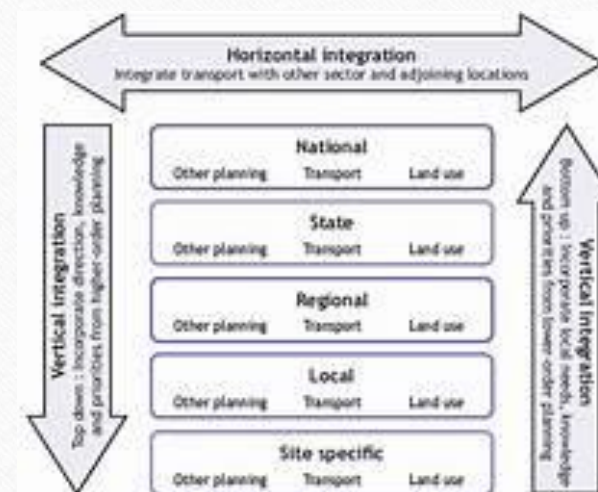 Horizontal integration
Integrate transport with other sector and adjoining locations
Vertical integration
Top down : Incorporate direction, knowledge
and priorities from higher-order planning
National
Other planning Transport Land use
State
Other planning Transport Land use
Regional
Other planning Transport Land use
Local
Other planning Transport Land use
Site specific
Other planning Transport Land use
Vertical integration
Bottom up : Incorporate local needs, knowledge
and priorities from lower-order planning